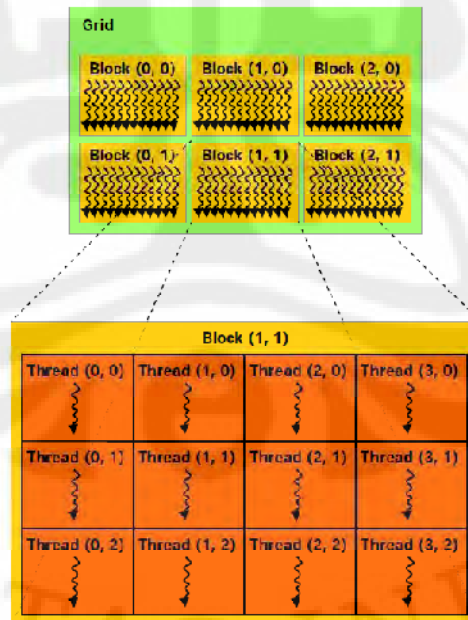 Grid
Block (0, 0) Block (1, 0) Block (2, 0)
Block (0, 1) Block (1, 1) Block (2, 1)
Block (1, 1)
Thread (0, 0) Thread (1, 0) Thread (2, 0) Thread (3, 0)
Thread (0, 1) Thread (1, 1) Thread (2, 1) Thread (3, 1)
Thread (0, 2) Thread (1, 2) Thread (2, 2) Thread (3, 2)